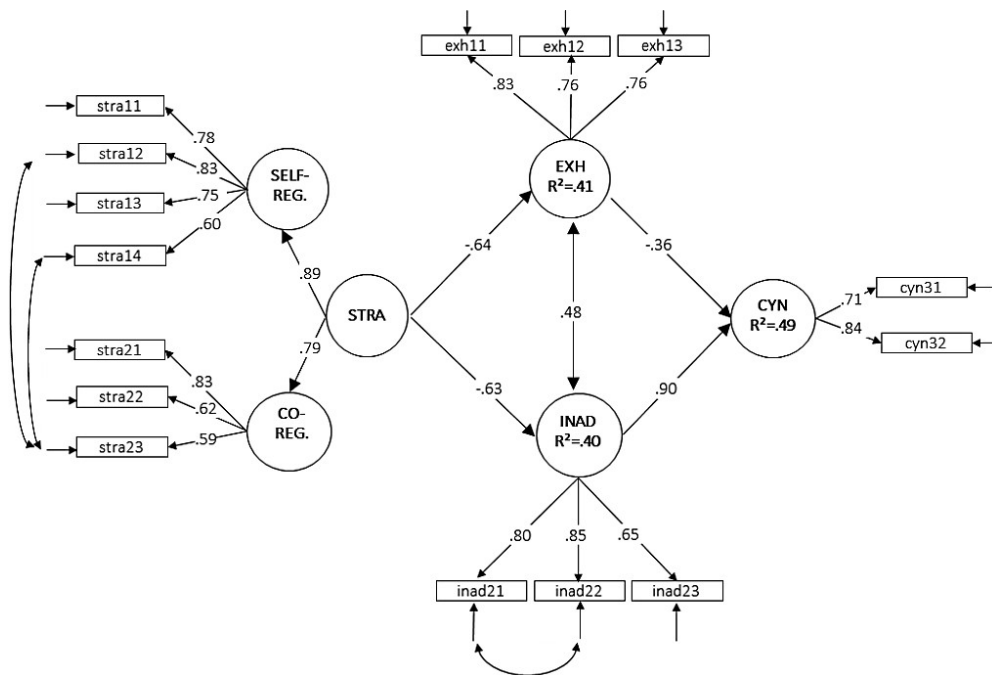 exh11
exh12
exh13
.83
.76
.76
stra11
stra12
stra13
stra14
.78
.83
.75
.60
SELF-
REG.
EXH
R²=.41
-.64
-.36
.89
STRA
.79
.48
CYN
R²=.49
.71
.84
cyn31
cyn32
stra21
stra22
stra23
.83
.62
.59
CO-
REG.
-.63
.90
INAD
R²=.40
.80
.85
.65
inad21
inad22
inad23